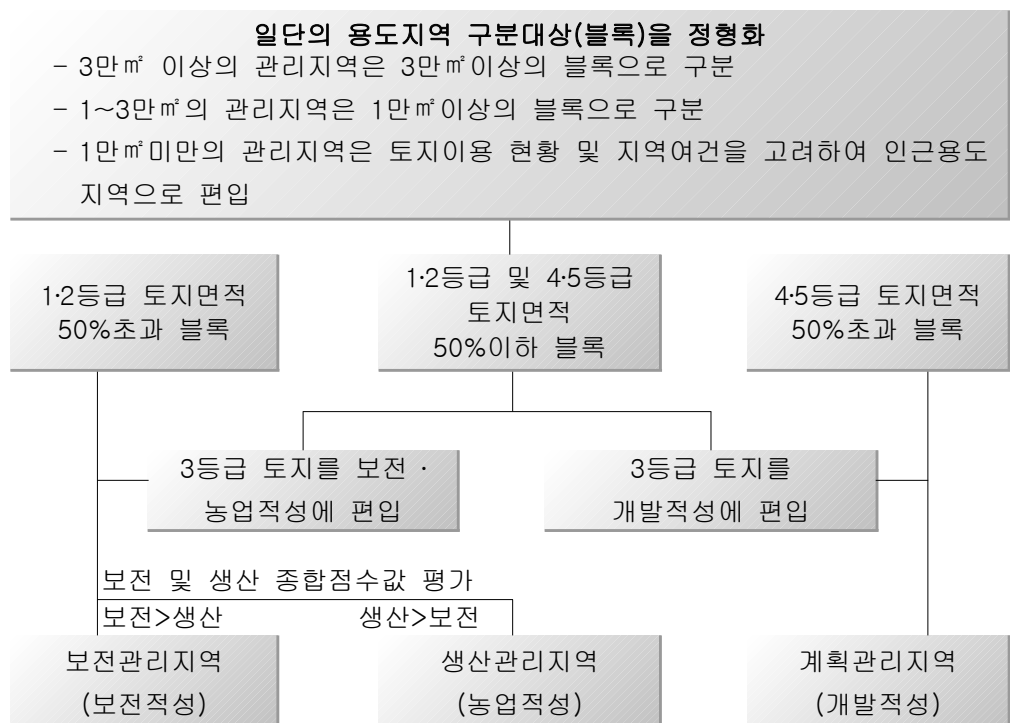 일단의 용도지역 구분대상(블록)을 정형화
- 3만㎡ 이상의 관리지역은 3만㎡이상의 블록으로 구분
- 1~3만㎡의 관리지역은 1만㎡이상의 블록으로 구분
- 1만㎡미만의 관리지역은 토지이용 현황 및 지역여건을 고려하여 인근용도
지역으로 편입
1·2등급 토지면적
50%초과 블록
1·2등급 및 4·5등급
토지면적
50%이하 블록
4·5등급 토지면적
50%초과 블록
3등급 토지를 보전·
농업적성에 편입
3등급 토지를
개발적성에 편입
보전 및 생산 종합점수값 평가
보전>생산
생산>보전
보전관리지역
(보전적성)
생산관리지역
(농업적성)
계획관리지역
(개발적성)